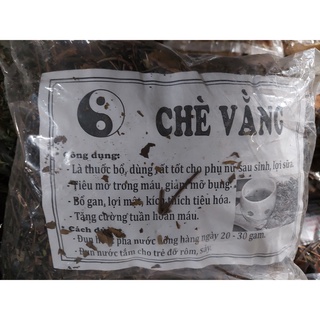 CHÈ VẰNG
Công dụng:
- Là thuốc bổ, dùng rất tốt cho phụ nữ sau sinh, lợi sữa.
- Tiêu mỡ trong máu, giảm mỡ bụng.
- Bổ gan, lợi mật, kích thích tiêu hóa.
- Tăng cường tuần hoàn máu.
Cách dùng:
- Đun pha nước uống hàng ngày 20 - 30 gam.
- Đun nước tắm cho trẻ đỡ rôm, sảy